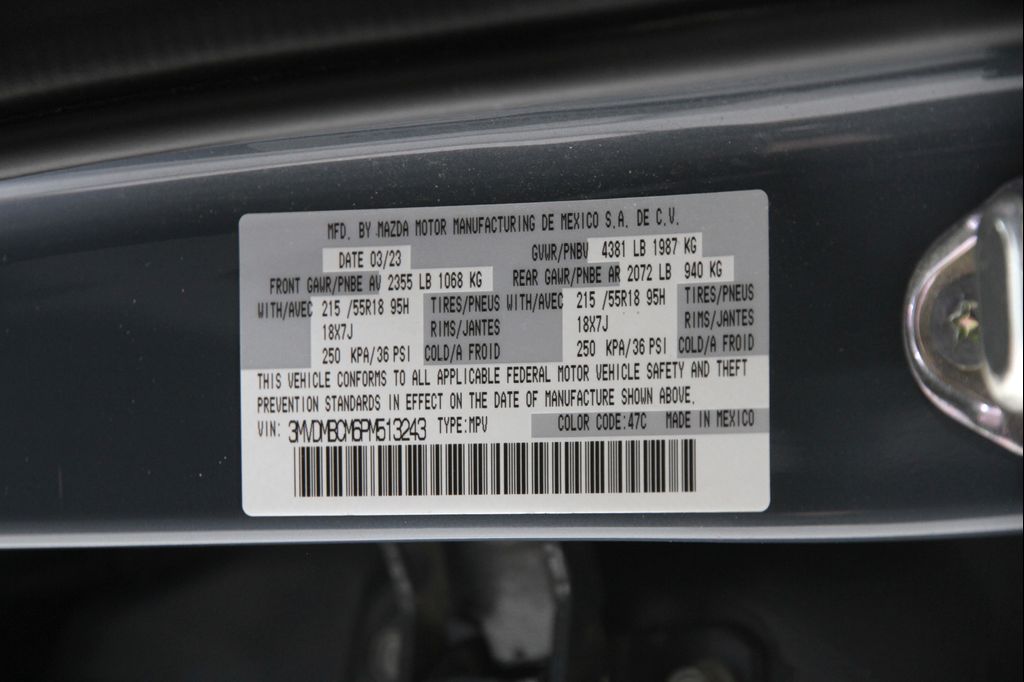 MFD. BY MAZDA MOTOR MANUFACTURING DE MEXICO S.A. DE C.V.
DATE 03/23 GVWR/PNBV 4381 LB 1987 KG
FRONT GAWR/PNBE AV 2355 LB 1068 KG REAR GAWR/PNBE AR 2072 LB 940 KG
WITH/AVEC 215 /55R18 95H TIRES/PNEUS WITH/AVEC 215 /55R18 95H TIRES/PNEUS
18X7J RIMS/JANTES 18X7J RIMS/JANTES
250 KPA/36 PSI COLD/A FROID 250 KPA/36 PSI COLD/A FROID
THIS VEHICLE CONFORMS TO ALL APPLICABLE FEDERAL MOTOR VEHICLE SAFETY AND THEFT
PREVENTION STANDARDS IN EFFECT ON THE DATE OF MANUFACTURE SHOWN ABOVE.
VIN: 3MVDMBCM6PM513243 TYPE:MPV COLOR CODE:47C MADE IN MEXICO